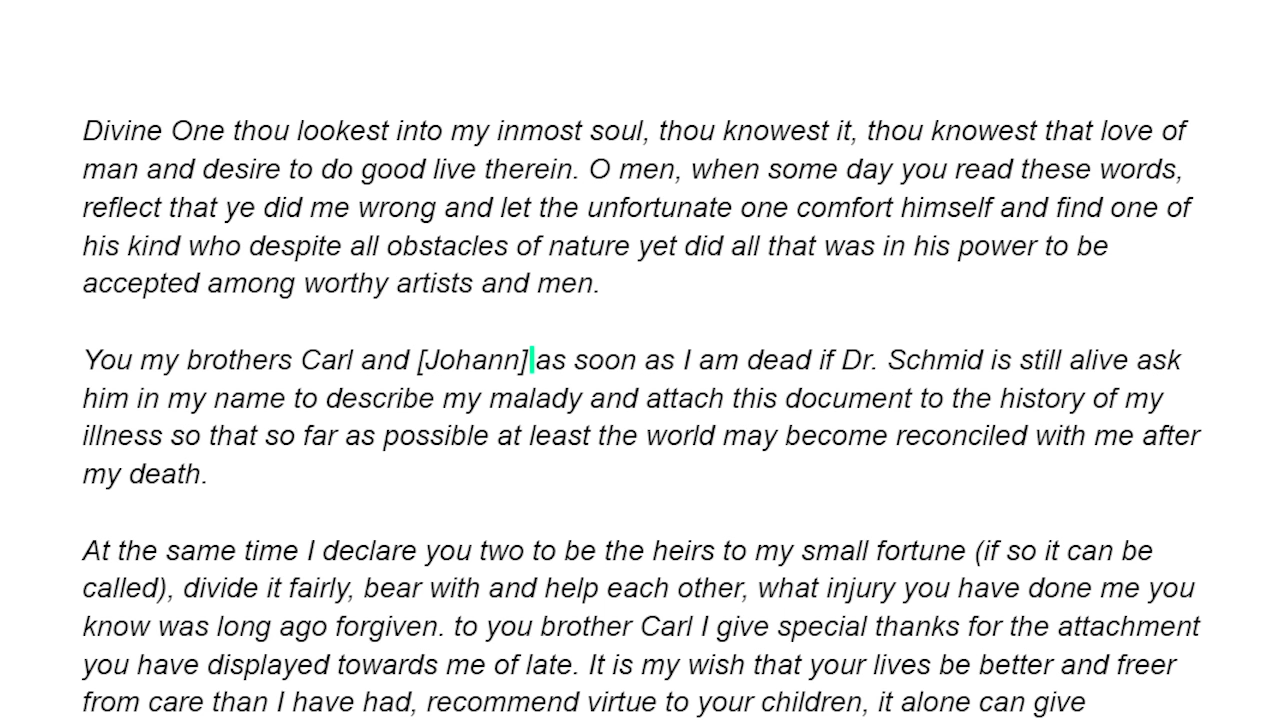 Divine One thou lookest into my inmost soul, thou knowest it, thou knowest that love of
man and desire to do good live therein. O men, when some day you read these words,
reflect that ye did me wrong and let the unfortunate one comfort himself and find one of
his kind who despite all obstacles of nature yet did all that was in his power to be
accepted among worthy artists and men.
You my brothers Carl and [Johann] as soon as I am dead if Dr. Schmid is still alive ask
him in my name to describe my malady and attach this document to the history of my
illness so that so far as possible at least the world may become reconciled with me after
my death.
At the same time I declare you two to be the heirs to my small fortune (if so it can be
called), divide it fairly, bear with and help each other, what injury you have done me you
know was long ago forgiven. to you brother Carl I give special thanks for the attachment
you have displayed towards me of late. It is my wish that your lives be better and freer
from care than I have had, recommend virtue to your children, it alone can give